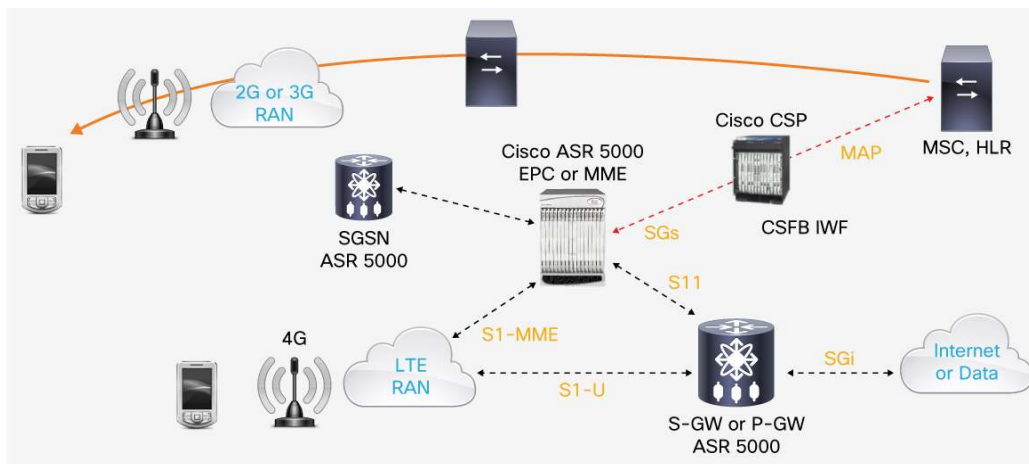 2G or 3G
RAN
Cisco CSP
MAP
MSC, HLR
Cisco ASR 5000
EPC or MME
SGSN
ASR 5000
SGs
CSFB IWF
S11
S1-MME
4G
LTE
RAN
S1-U
SGi
Internet
or Data
S-GW or P-GW
ASR 5000